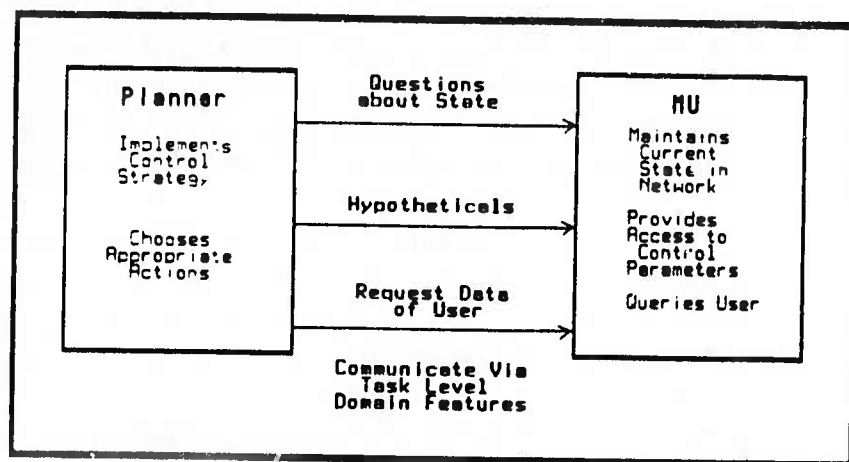 Planner
Implements
Control
Strategy
Chooses
Appropriate
Actions
Questions
about State
Hypotheticals
Request Data
of User
Communicate Via
Task Level
Domain Features
MU
Maintains
Current
State in
Network
Provides
Access to
Control
Parameters
Queries User